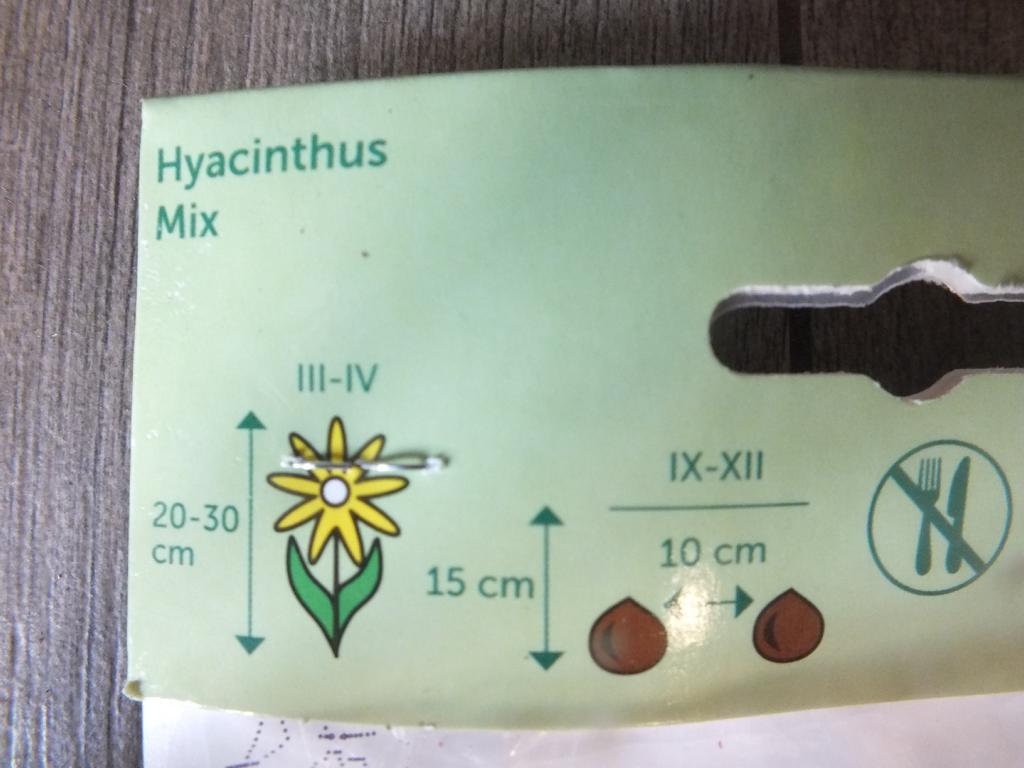 Hyacinthus
Mix
III-IV
20-30
cm
15 cm
IX-XII
10 cm